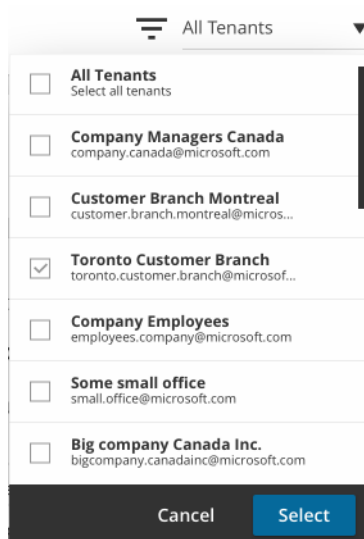 All Tenants
All Tenants
Select all tenants
Company Managers Canada
company.canada@microsoft.com
Customer Branch Montreal
customer.branch.montreal@micros...
Toronto Customer Branch
toronto.customer.branch@microsof...
Company Employees
employees.company@microsoft.com
Some small office
small.office@microsoft.com
Big company Canada Inc.
bigcompany.canadainc@microsoft.com
Cancel Select